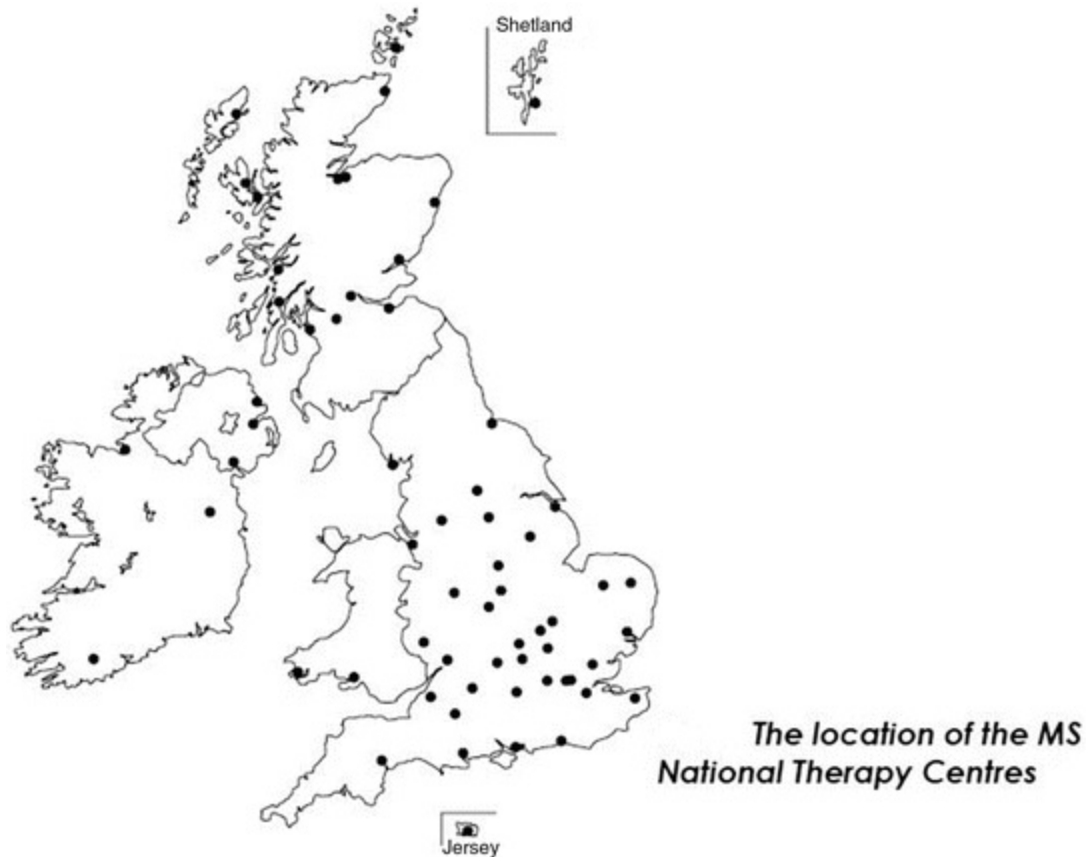 Shetland
The location of the MS
National Therapy Centres
Jersey